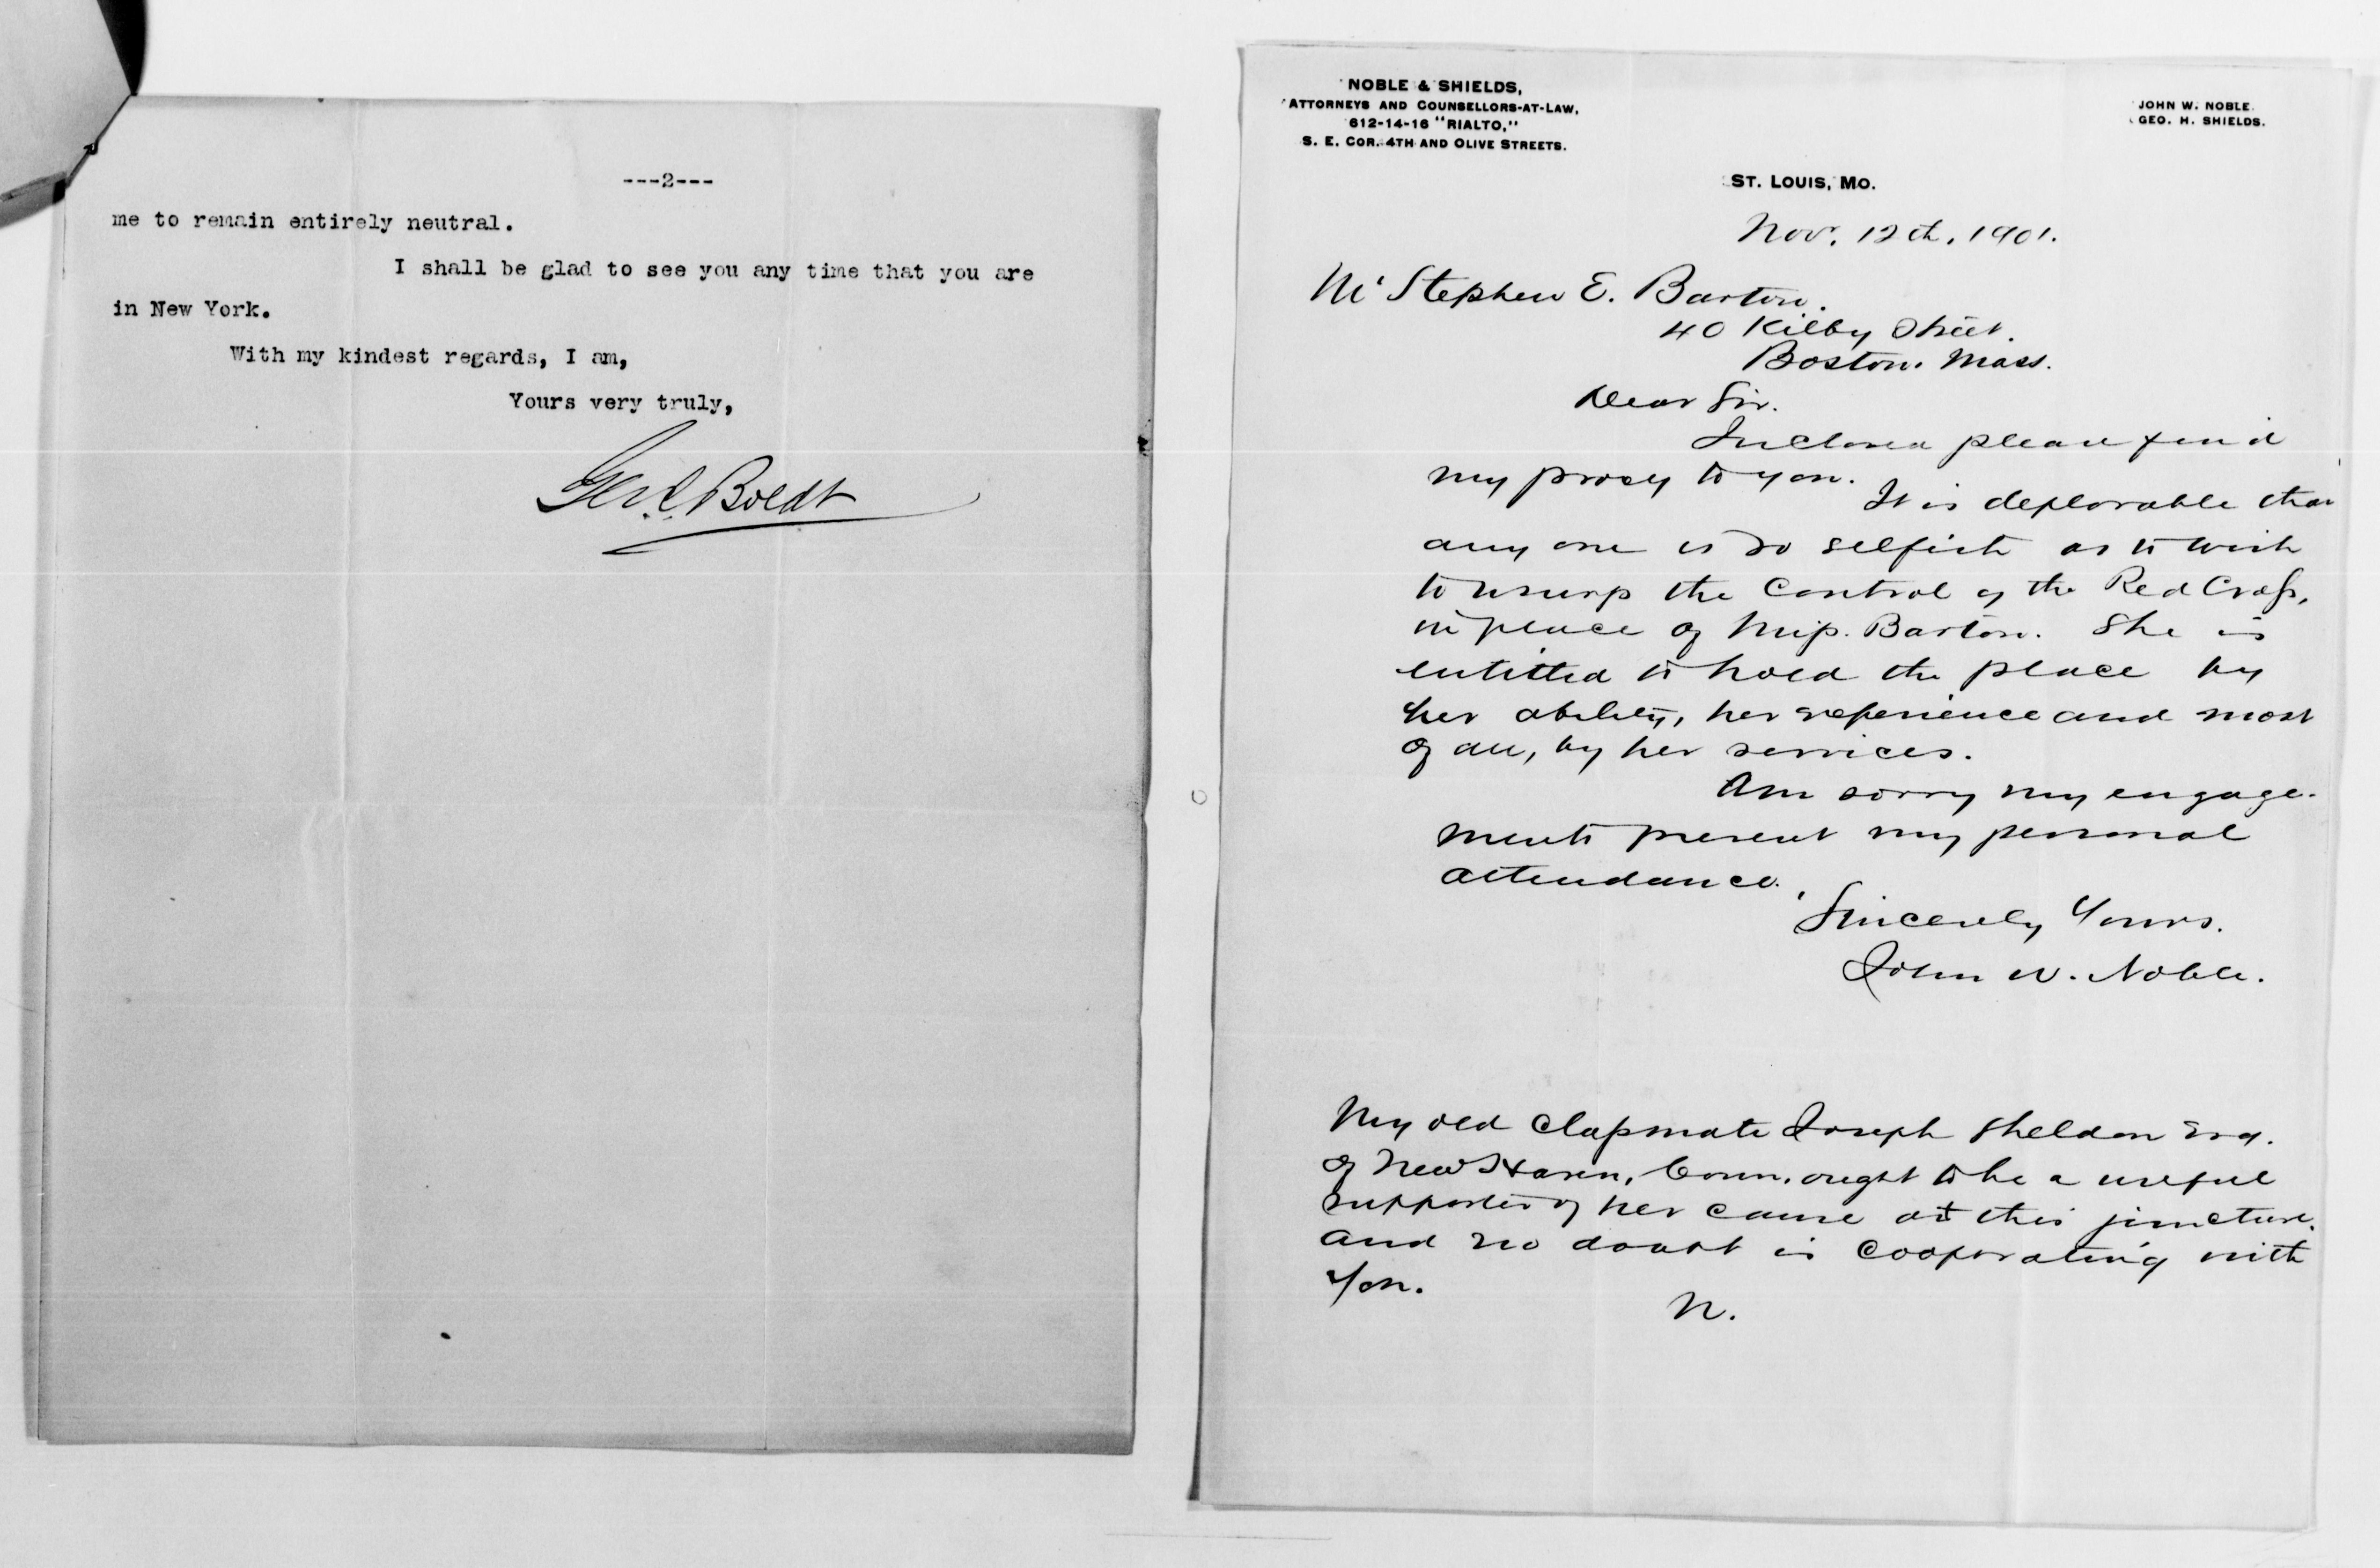 ---2---
me to remain entirely neutral.
I shall be glad to see you any time that you are
in New York.
With my kindest regards, I am,
Yours very truly,
Geo. C. Boldt
NOBLE & SHIELDS,
ATTORNEYS AND COUNSELLORS-AT-LAW,
612-14-16 "RIALTO,"
S. E. COR. 4TH AND OLIVE STREETS.
JOHN W. NOBLE.
GEO. H. SHIELDS.
ST. LOUIS, MO.
Nov. 12th, 1901.
Mr Stephen E. Barton.
40 Kilby Street.
Boston. Mass.
Dear Sir.
Inclosed please find
my proxy to you.
It is deplorable that
any one is so selfish as to wish
to usurp the control of the Red Cross,
in place of Miss. Barton. She is
entitled to hold the place by
her ability, her experience and most
of all, by her services.
Am sorry my engage-
ments prevent my personal
attendance.
Sincerely Yours.
John W. Noble.
My old classmate Joseph Sheldon Esq.
of New Haven, Conn. ought to be a useful
supporter of her cause at this juncture,
and no doubt is cooperating with
you.
N.